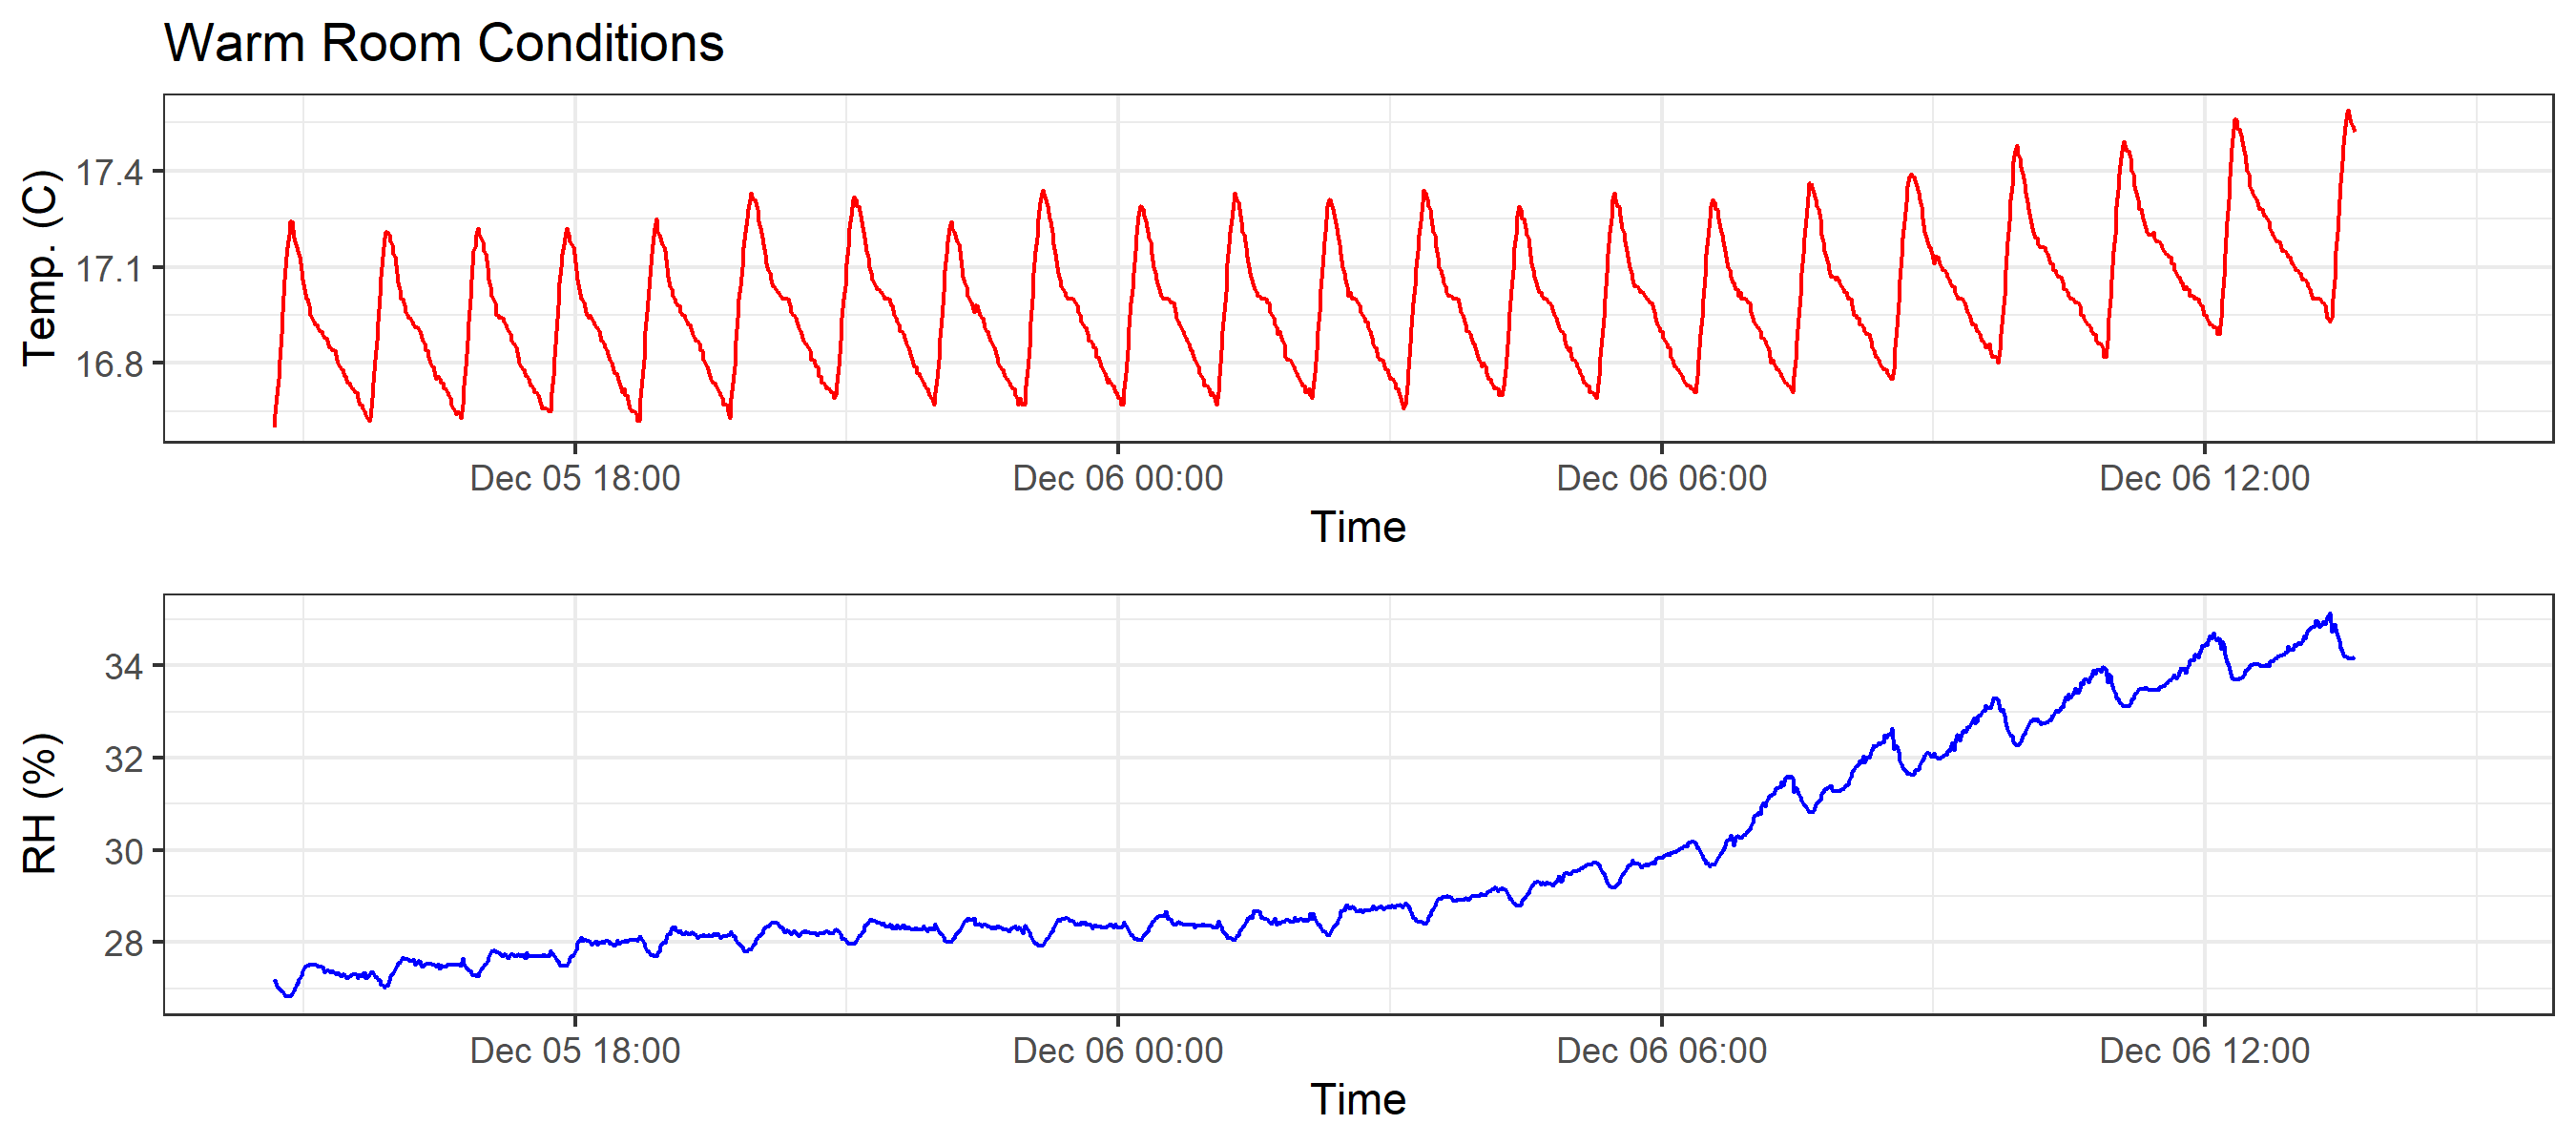 Warm Room Conditions
Temp. (C)
17.4
17.1
16.8
Dec 05 18:00 Dec 06 00:00 Dec 06 06:00 Dec 06 12:00
Time
RH (%)
34
32
30
28
Dec 05 18:00 Dec 06 00:00 Dec 06 06:00 Dec 06 12:00
Time